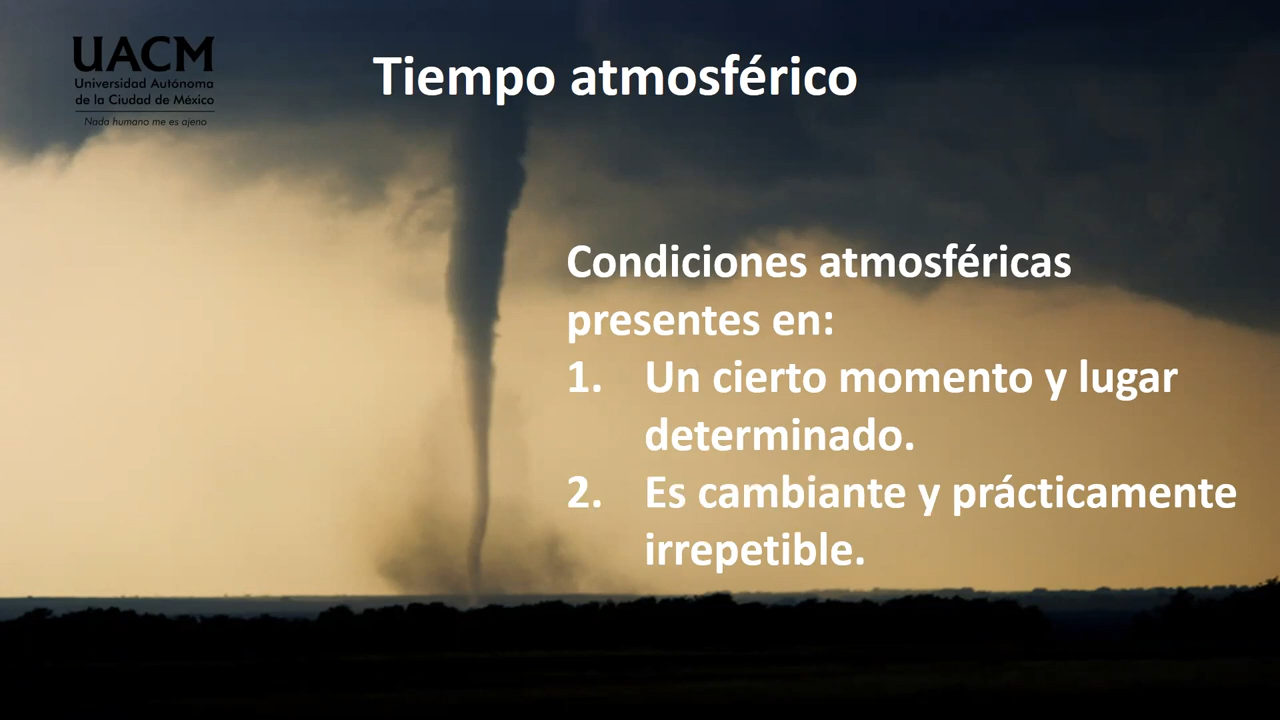 UACM
Universidad Autónoma
de la Ciudad de México
Nada humano me es ajeno
Tiempo atmosférico
Condiciones atmosféricas
presentes en:
1. Un cierto momento y lugar
determinado.
2. Es cambiante y prácticamente
irrepetible.